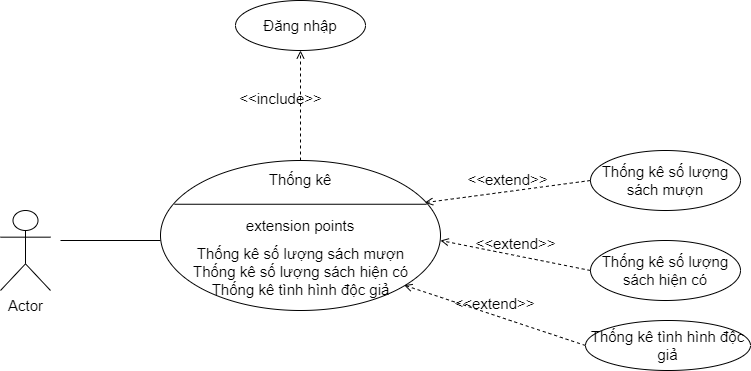 Đăng nhập
<<include>>
Thống kê
extension points
Thống kê số lượng sách mượn
Thống kê số lượng sách hiện có
Thống kê tình hình độc giả
Actor
<<extend>>
Thống kê số lượng
sách mượn
<<extend>>
Thống kê số lượng
sách hiện có
<<extend>>
Thống kê tình hình độc
giả